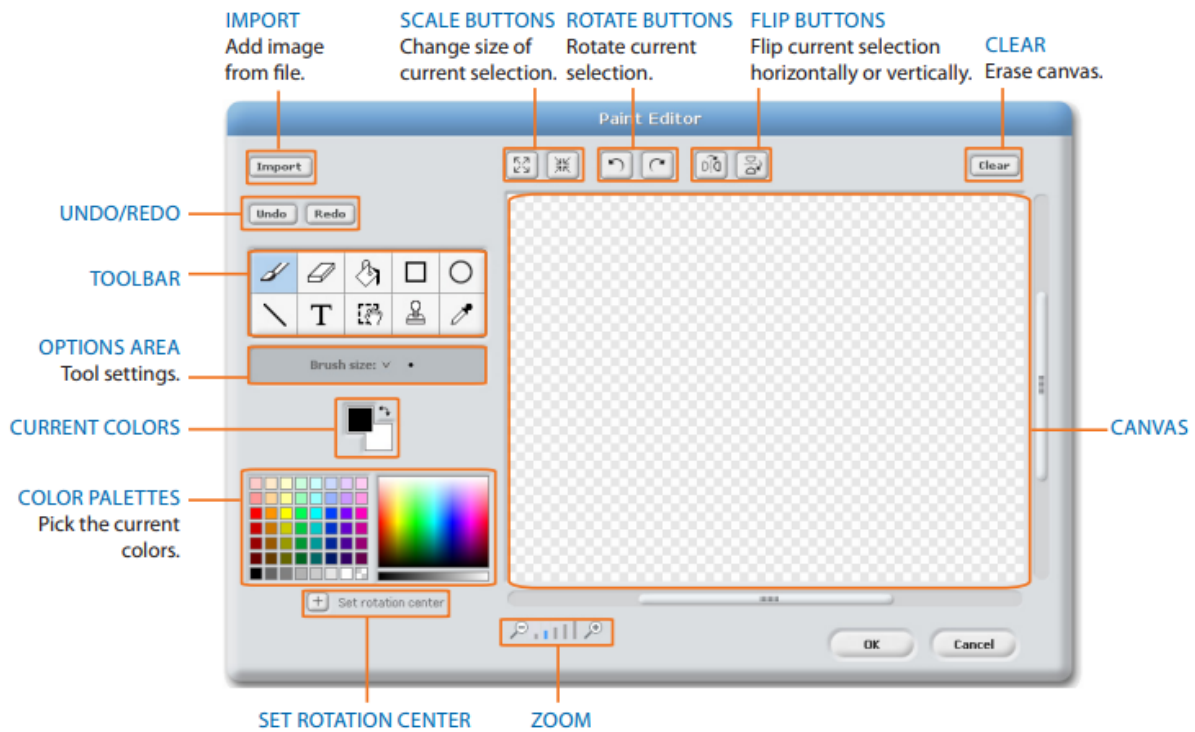 IMPORT
Add image
from file.
SCALE BUTTONS
Change size of
current selection.
ROTATE BUTTONS
Rotate current
selection.
FLIP BUTTONS
Flip current selection
horizontally or vertically.
CLEAR
Erase canvas.
Paint Editor
Import
Clear
UNDO/REDO
Undo
Redo
TOOLBAR
T
OPTIONS AREA
Tool settings.
Brush size:
CURRENT COLORS
CANVAS
COLOR PALETTES
Pick the current
colors.
Set rotation center
OK
Cancel
SET ROTATION CENTER
ZOOM